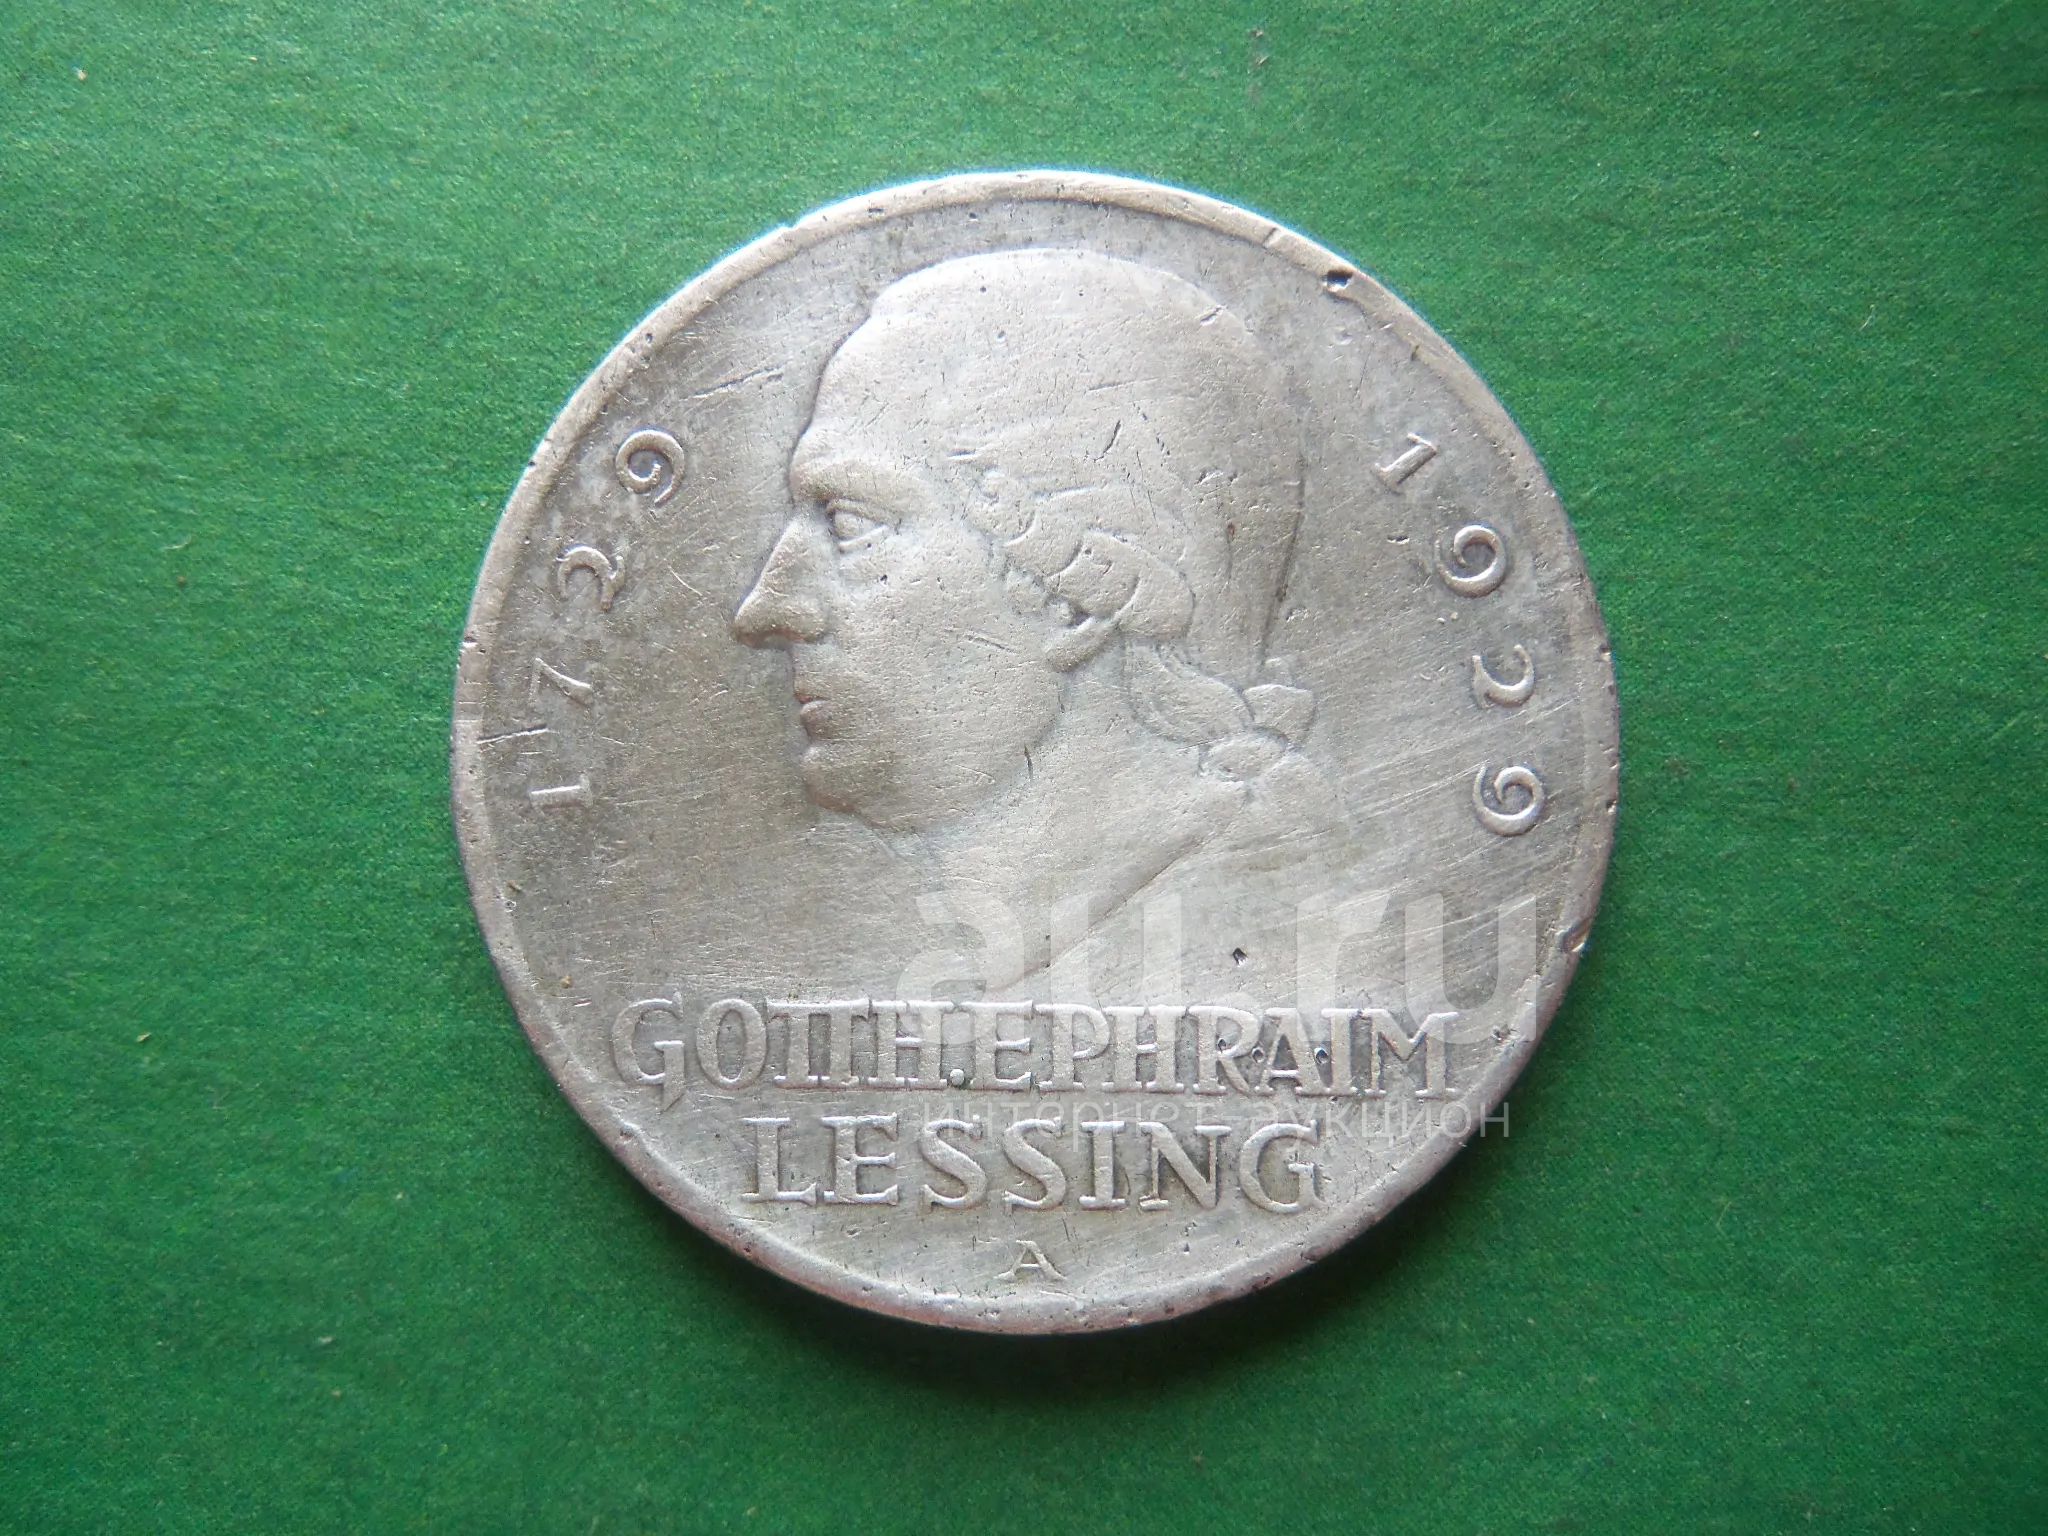 1729 1929
GOTTH.EPHRAIM
LESSING
A
au.ru
интернет-аукцион